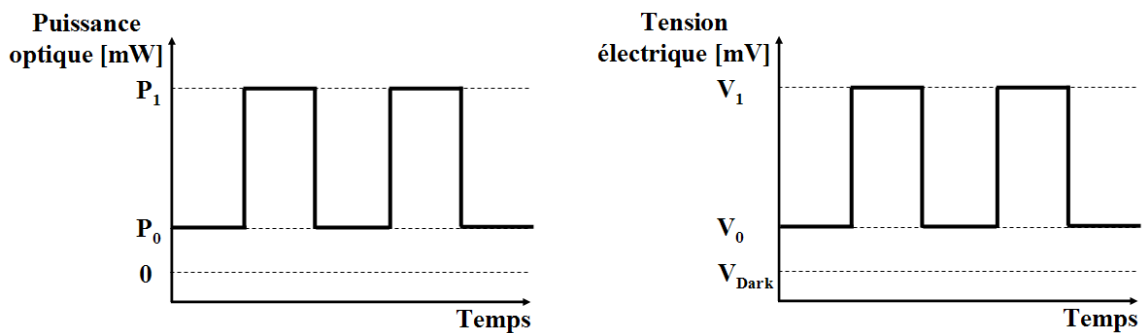 Puissance
optique [mW]
P1
P0
0
Temps
Tension
électrique [mV]
V1
V0
VDark
Temps